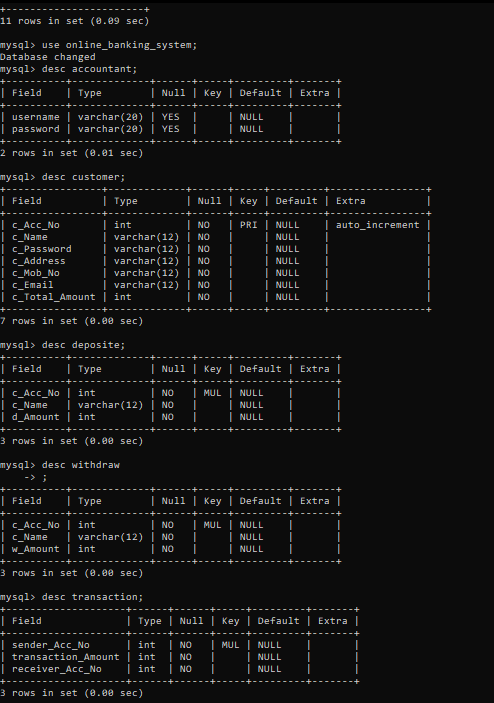 +-----------------------+
11 rows in set (0.09 sec)
mysql> use online_banking_system;
Database changed
mysql> desc accountant;
+----------+-------------+------+-----+---------+-------+
| Field    | Type        | Null | Key | Default | Extra |
+----------+-------------+------+-----+---------+-------+
| username | varchar(20) | YES  |     | NULL    |       |
| password | varchar(20) | YES  |     | NULL    |       |
+----------+-------------+------+-----+---------+-------+
2 rows in set (0.01 sec)
mysql> desc customer;
+----------------+-------------+------+-----+---------+----------------+
| Field          | Type        | Null | Key | Default | Extra          |
+----------------+-------------+------+-----+---------+----------------+
| c_Acc_No       | int         | NO   | PRI | NULL    | auto_increment |
| c_Name         | varchar(12) | NO   |     | NULL    |                |
| c_Password     | varchar(12) | NO   |     | NULL    |                |
| c_Address      | varchar(12) | NO   |     | NULL    |                |
| c_Mob_No       | varchar(12) | NO   |     | NULL    |                |
| c_Email        | varchar(12) | NO   |     | NULL    |                |
| c_Total_Amount | int         | NO   |     | NULL    |                |
+----------------+-------------+------+-----+---------+----------------+
7 rows in set (0.00 sec)
mysql> desc deposite;
+----------+-------------+------+-----+---------+-------+
| Field    | Type        | Null | Key | Default | Extra |
+----------+-------------+------+-----+---------+-------+
| c_Acc_No | int         | NO   | MUL | NULL    |       |
| c_Name   | varchar(12) | NO   |     | NULL    |       |
| d_Amount | int         | NO   |     | NULL    |       |
+----------+-------------+------+-----+---------+-------+
3 rows in set (0.00 sec)
mysql> desc withdraw
    -> ;
+----------+-------------+------+-----+---------+-------+
| Field    | Type        | Null | Key | Default | Extra |
+----------+-------------+------+-----+---------+-------+
| c_Acc_No | int         | NO   | MUL | NULL    |       |
| c_Name   | varchar(12) | NO   |     | NULL    |       |
| w_Amount | int         | NO   |     | NULL    |       |
+----------+-------------+------+-----+---------+-------+
3 rows in set (0.00 sec)
mysql> desc transaction;
+--------------------+------+------+-----+---------+-------+
| Field              | Type | Null | Key | Default | Extra |
+--------------------+------+------+-----+---------+-------+
| sender_Acc_No      | int  | NO   | MUL | NULL    |       |
| transaction_Amount | int  | NO   |     | NULL    |       |
| receiver_Acc_No    | int  | NO   |     | NULL    |       |
+--------------------+------+------+-----+---------+-------+
3 rows in set (0.00 sec)